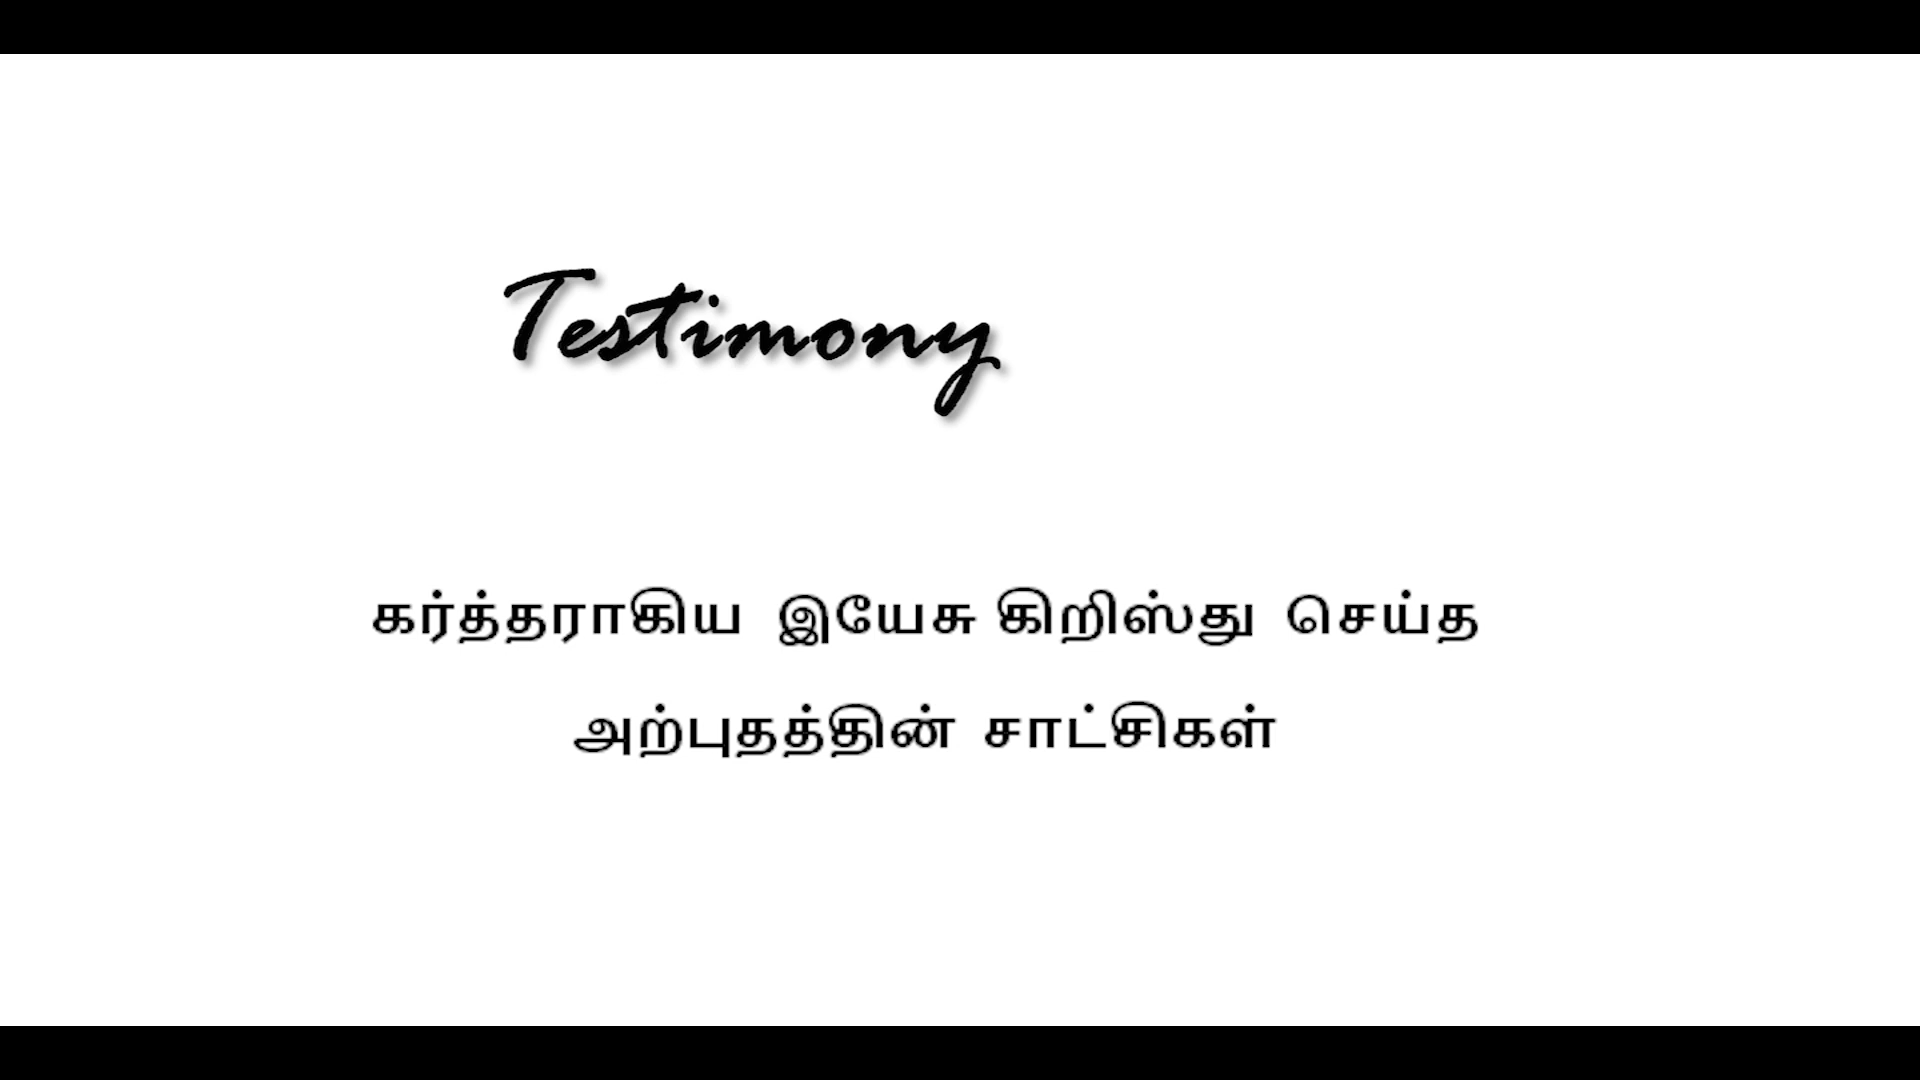 Testimony
கர்த்தராகிய இயேசு கிறிஸ்து செய்த
அற்புதத்தின் சாட்சிகள்